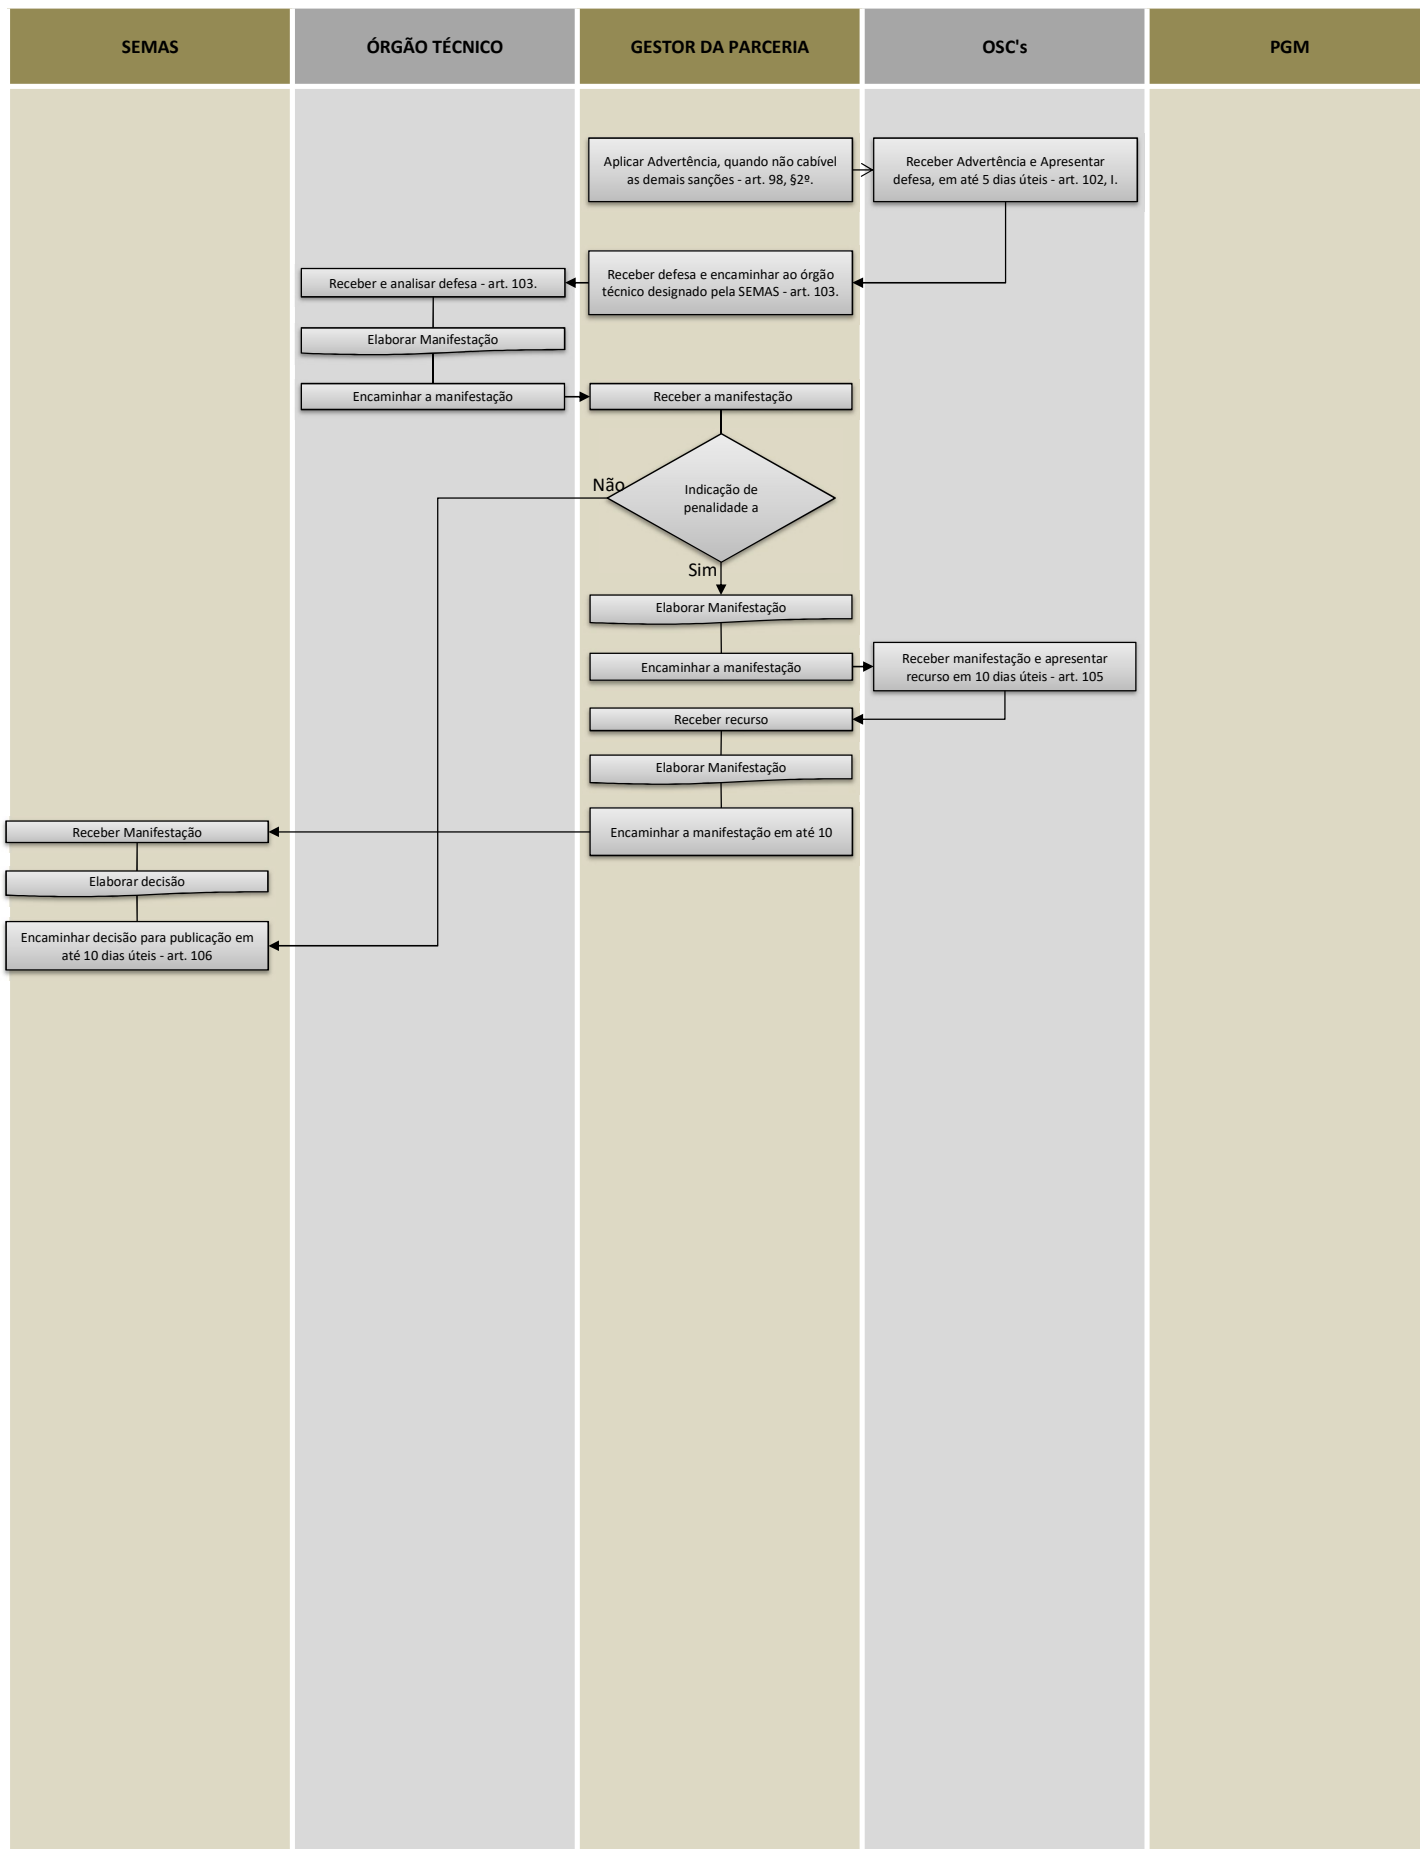 SEMAS
ÓRGÃO TÉCNICO
GESTOR DA PARCERIA
OSC's
PGM
Aplicar Advertência, quando não cabível
as demais sanções - art. 98, §2º.
Receber Advertência e Apresentar
defesa, em até 5 dias úteis - art. 102, I.
Receber e analisar defesa - art. 103.
Receber defesa e encaminhar ao órgão
técnico designado pela SEMAS - art. 103.
Elaborar Manifestação
Encaminhar a manifestação
Receber a manifestação
Não
Indicação de
penalidade a
Sim
Elaborar Manifestação
Encaminhar a manifestação
Receber manifestação e apresentar
recurso em 10 dias úteis - art. 105
Receber recurso
Elaborar Manifestação
Encaminhar a manifestação em até 10
Receber Manifestação
Elaborar decisão
Encaminhar decisão para publicação em
até 10 dias úteis - art. 106